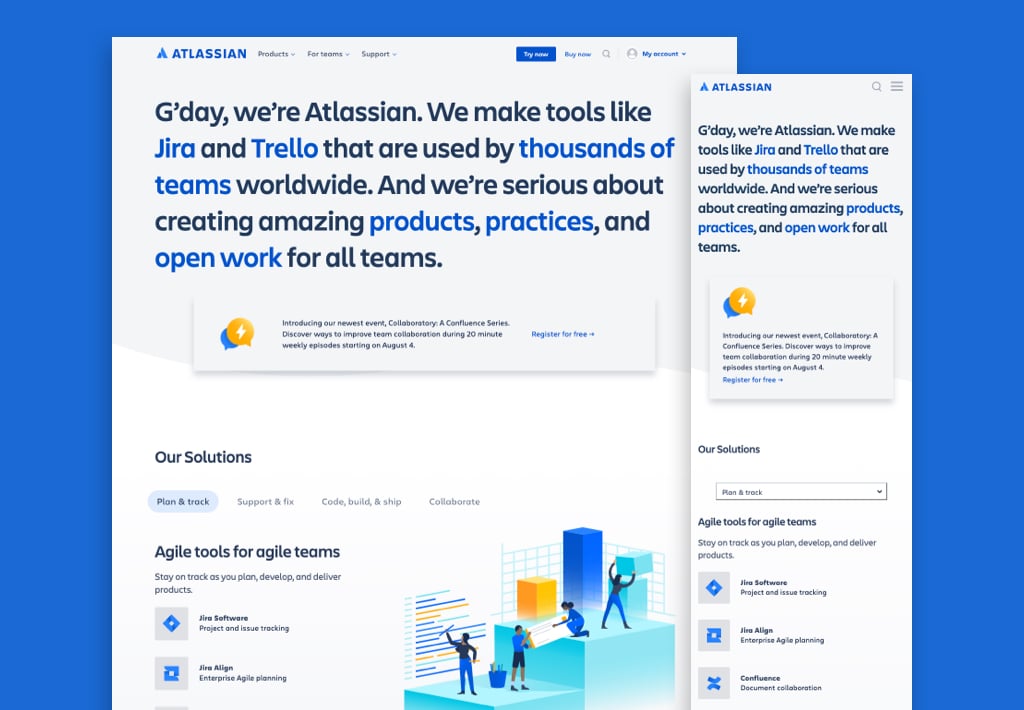 ATLASSIAN Products For teams Support Try now Buy now My account
G’day, we’re Atlassian. We make tools like
Jira and Trello that are used by thousands of
teams worldwide. And we’re serious about
creating amazing products, practices, and
open work for all teams.
Introducing our newest event, Collaboratory: A Confluence Series.
Discover ways to improve team collaboration during 20 minute
weekly episodes starting on August 4.
Register for free →
Our Solutions
Plan & track Support & fix Code, build, & ship Collaborate
Agile tools for agile teams
Stay on track as you plan, develop, and deliver
products.
Jira Software
Project and issue tracking
Jira Align
Enterprise Agile planning
ATLASSIAN
G’day, we’re Atlassian. We make
tools like Jira and Trello that are
used by thousands of teams
worldwide. And we’re serious
about creating amazing products,
practices, and open work for all
teams.
Introducing our newest event, Collaboratory: A
Confluence Series. Discover ways to improve
team collaboration during 20 minute weekly
episodes starting on August 4.
Register for free →
Our Solutions
Plan & track
Agile tools for agile teams
Stay on track as you plan, develop, and deliver
products.
Jira Software
Project and issue tracking
Jira Align
Enterprise Agile planning
Confluence
Document collaboration